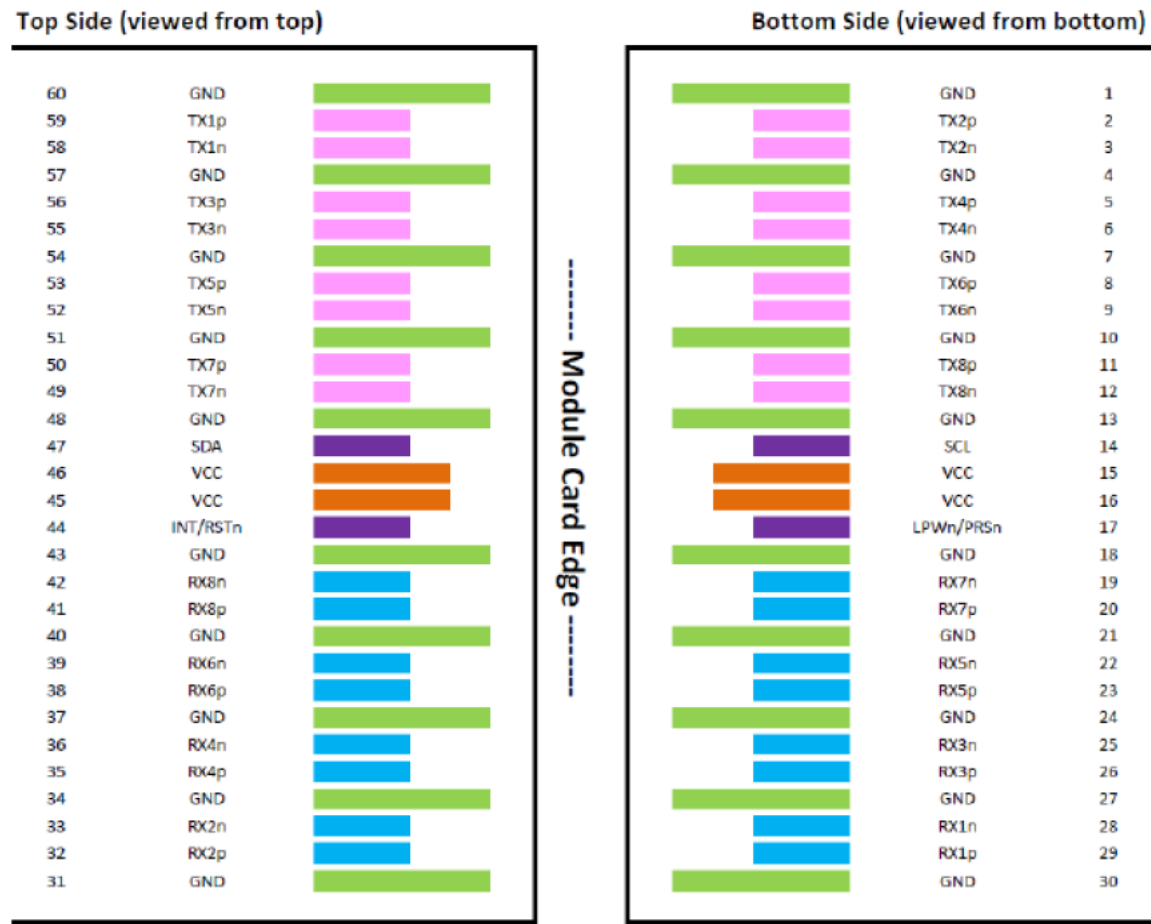 Top Side (viewed from top) Bottom Side (viewed from bottom)
60 GND GND 1
59 TX1p TX2p 2
58 TX1n TX2n 3
57 GND GND 4
56 TX3p TX4p 5
55 TX3n TX4n 6
54 GND GND 7
53 TX5p TX6p 8
52 TX5n TX6n 9
51 GND GND 10
50 TX7p TX8p 11
49 TX7n TX8n 12
48 GND GND 13
47 SDA SCL 14
46 VCC VCC 15
45 VCC VCC 16
44 INT/RSTn LPWn/PRSn 17
43 GND GND 18
42 RX8n RX7n 19
41 RX8p RX7p 20
40 GND GND 21
39 RX6n RX5n 22
38 RX6p RX5p 23
37 GND GND 24
36 RX4n RX3n 25
35 RX4p RX3p 26
34 GND GND 27
33 RX2n RX1n 28
32 RX2p RX1p 29
31 GND GND 30
-------- Module Card Edge --------